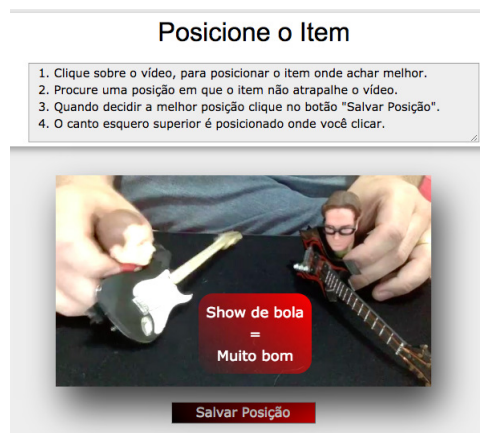 Posicione o Item
1. Clique sobre o vídeo, para posicionar o item onde achar melhor.
2. Procure uma posição em que o item não atrapalhe o vídeo.
3. Quando decidir a melhor posição clique no botão "Salvar Posição".
4. O canto esquero superior é posicionado onde você clicar.
Show de bola
=
Muito bom
Salvar Posição